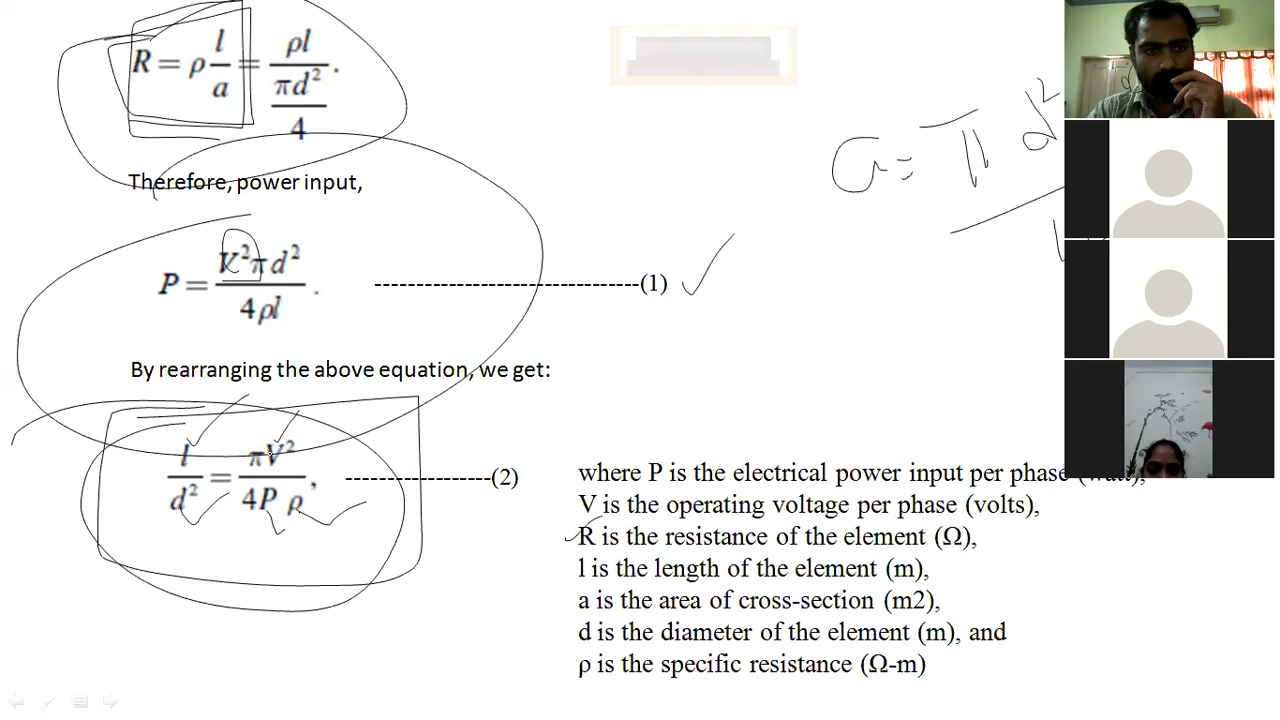 R = ρ l/a = ρl/(πd²/4).
a = π d²
Therefore, power input,
P = V²πd²/4ρl. ------------------------------(1)
By rearranging the above equation, we get:
l/d² = πV²/4Pρ, ----------------(2)
where P is the electrical power input per phase
V is the operating voltage per phase (volts),
R is the resistance of the element (Ω),
l is the length of the element (m),
a is the area of cross-section (m2),
d is the diameter of the element (m), and
ρ is the specific resistance (Ω-m)